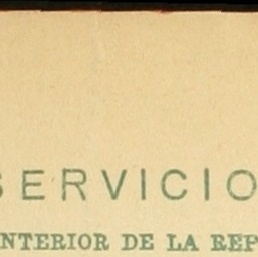 SERVICIO
INTERIOR DE LA REP